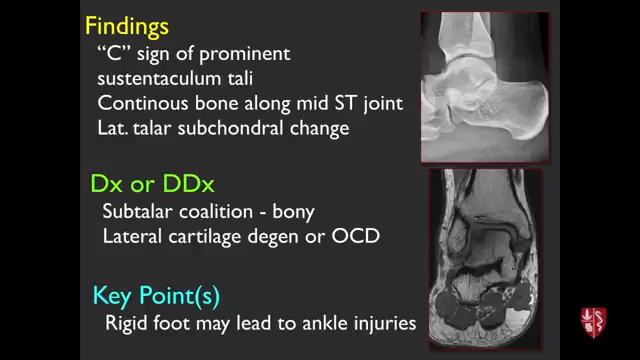 Findings
“C” sign of prominent
sustentaculum tali
Continous bone along mid ST joint
Lat. talar subchondral change
Dx or DDx
Subtalar coalition - bony
Lateral cartilage degen or OCD
Key Point(s)
Rigid foot may lead to ankle injuries